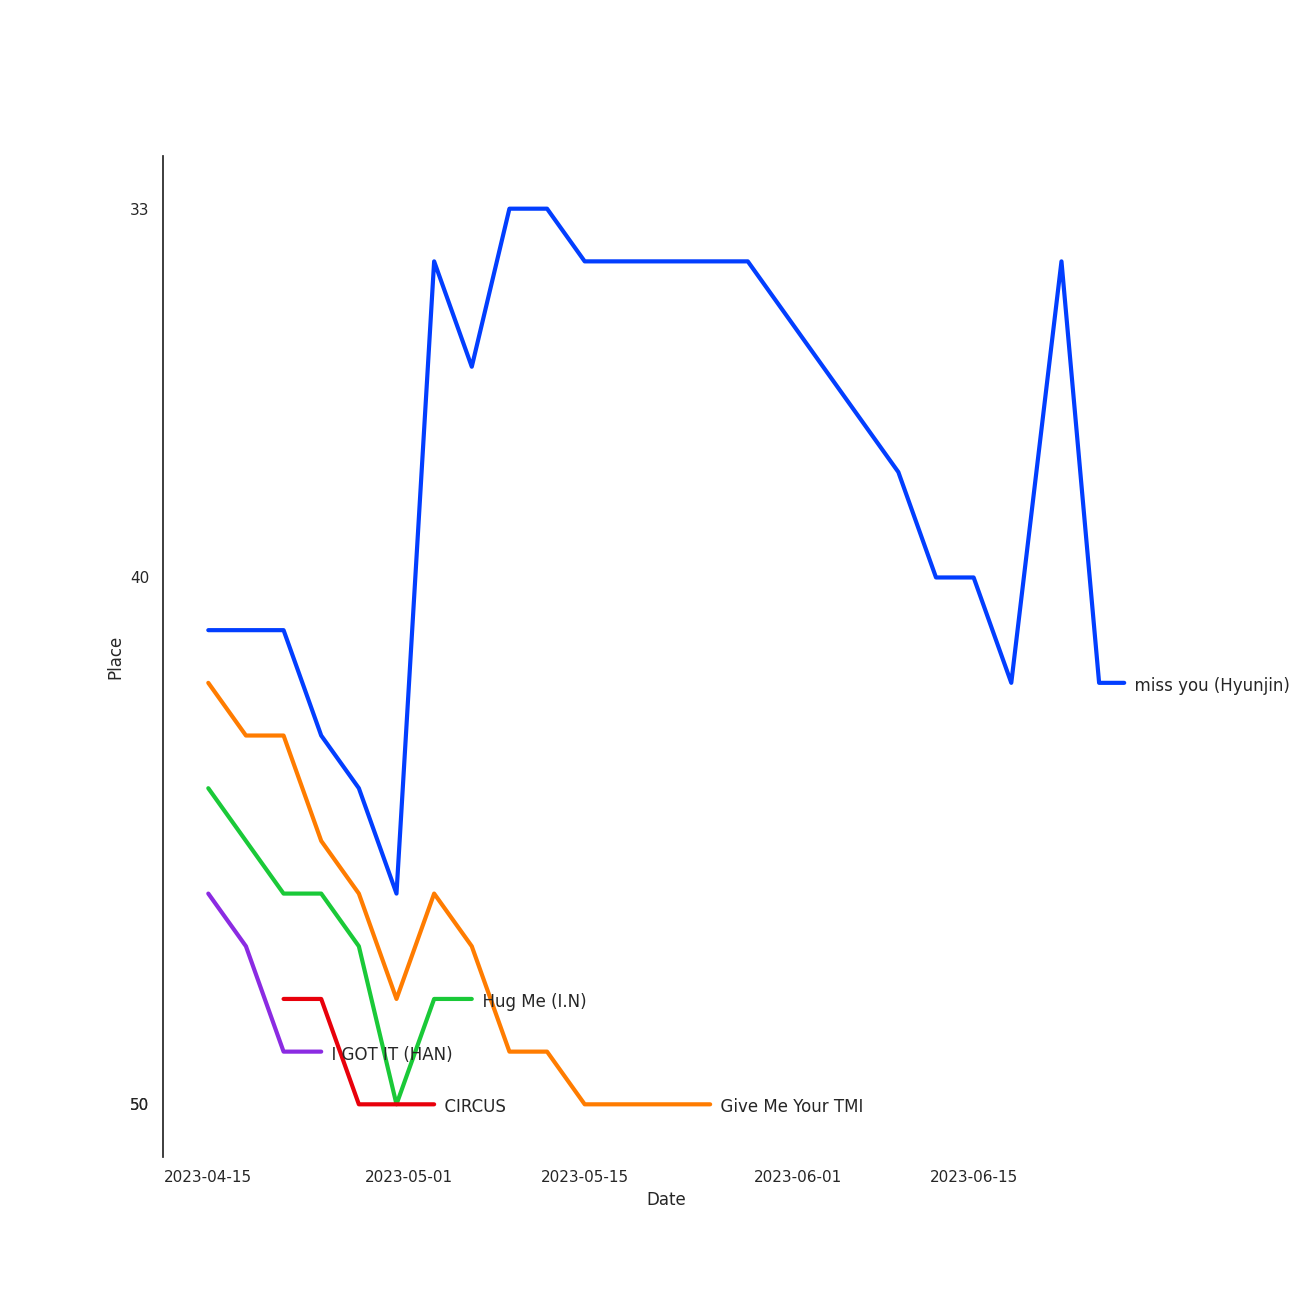 33
40
50
Place
miss you (Hyunjin)
Hug Me (I.N)
I GOT IT (HAN)
CIRCUS
Give Me Your TMI
2023-04-15
2023-05-01
2023-05-15
2023-06-01
2023-06-15
Date